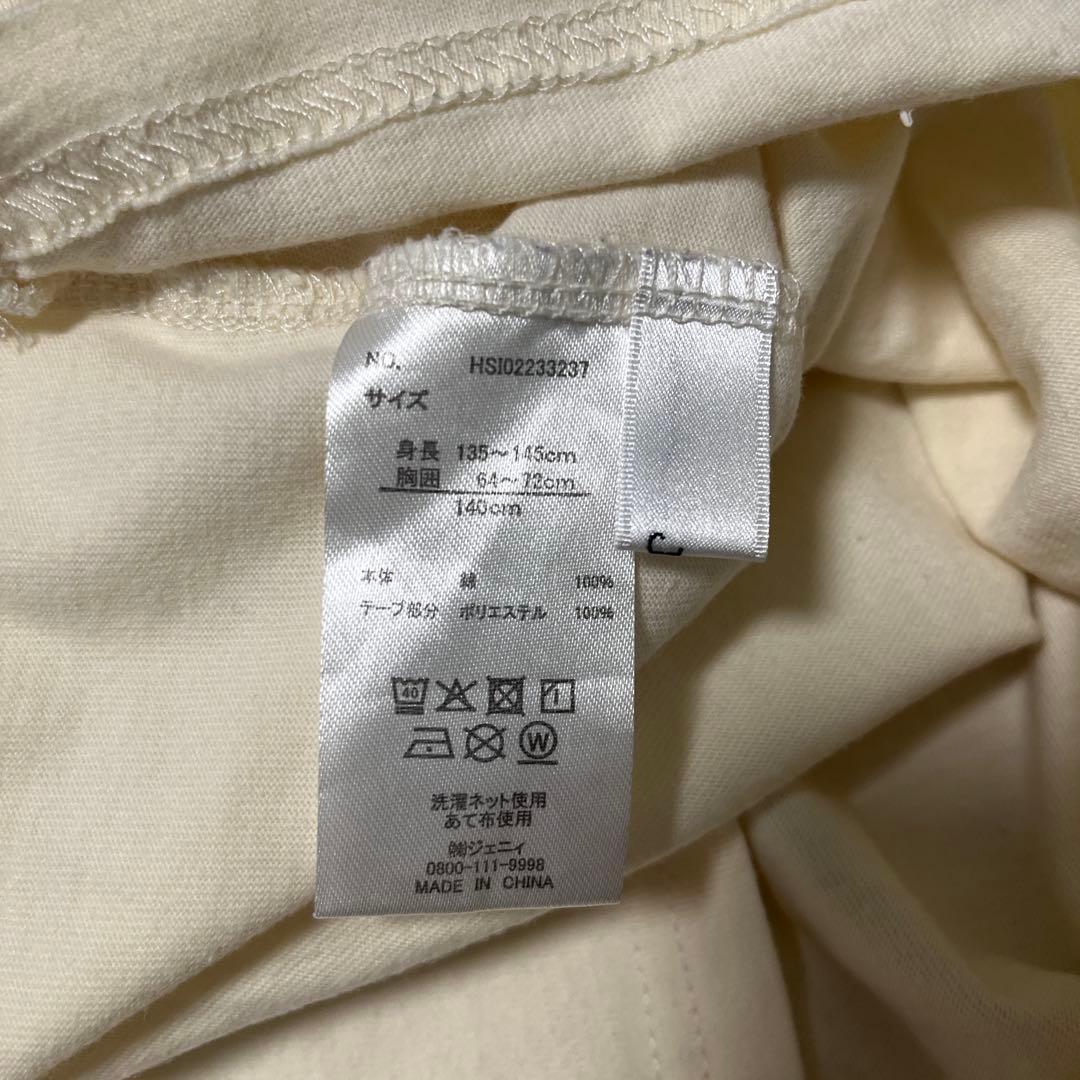 NO. HSI02233237
サイズ
身長 135～145cm
胸囲 64～72cm
140cm
本体 綿 100%
テープ部分 ポリエステル 100%
40
W
洗濯ネット使用
あて布使用
㈱ジェニィ
0800-111-9998
MADE IN CHINA